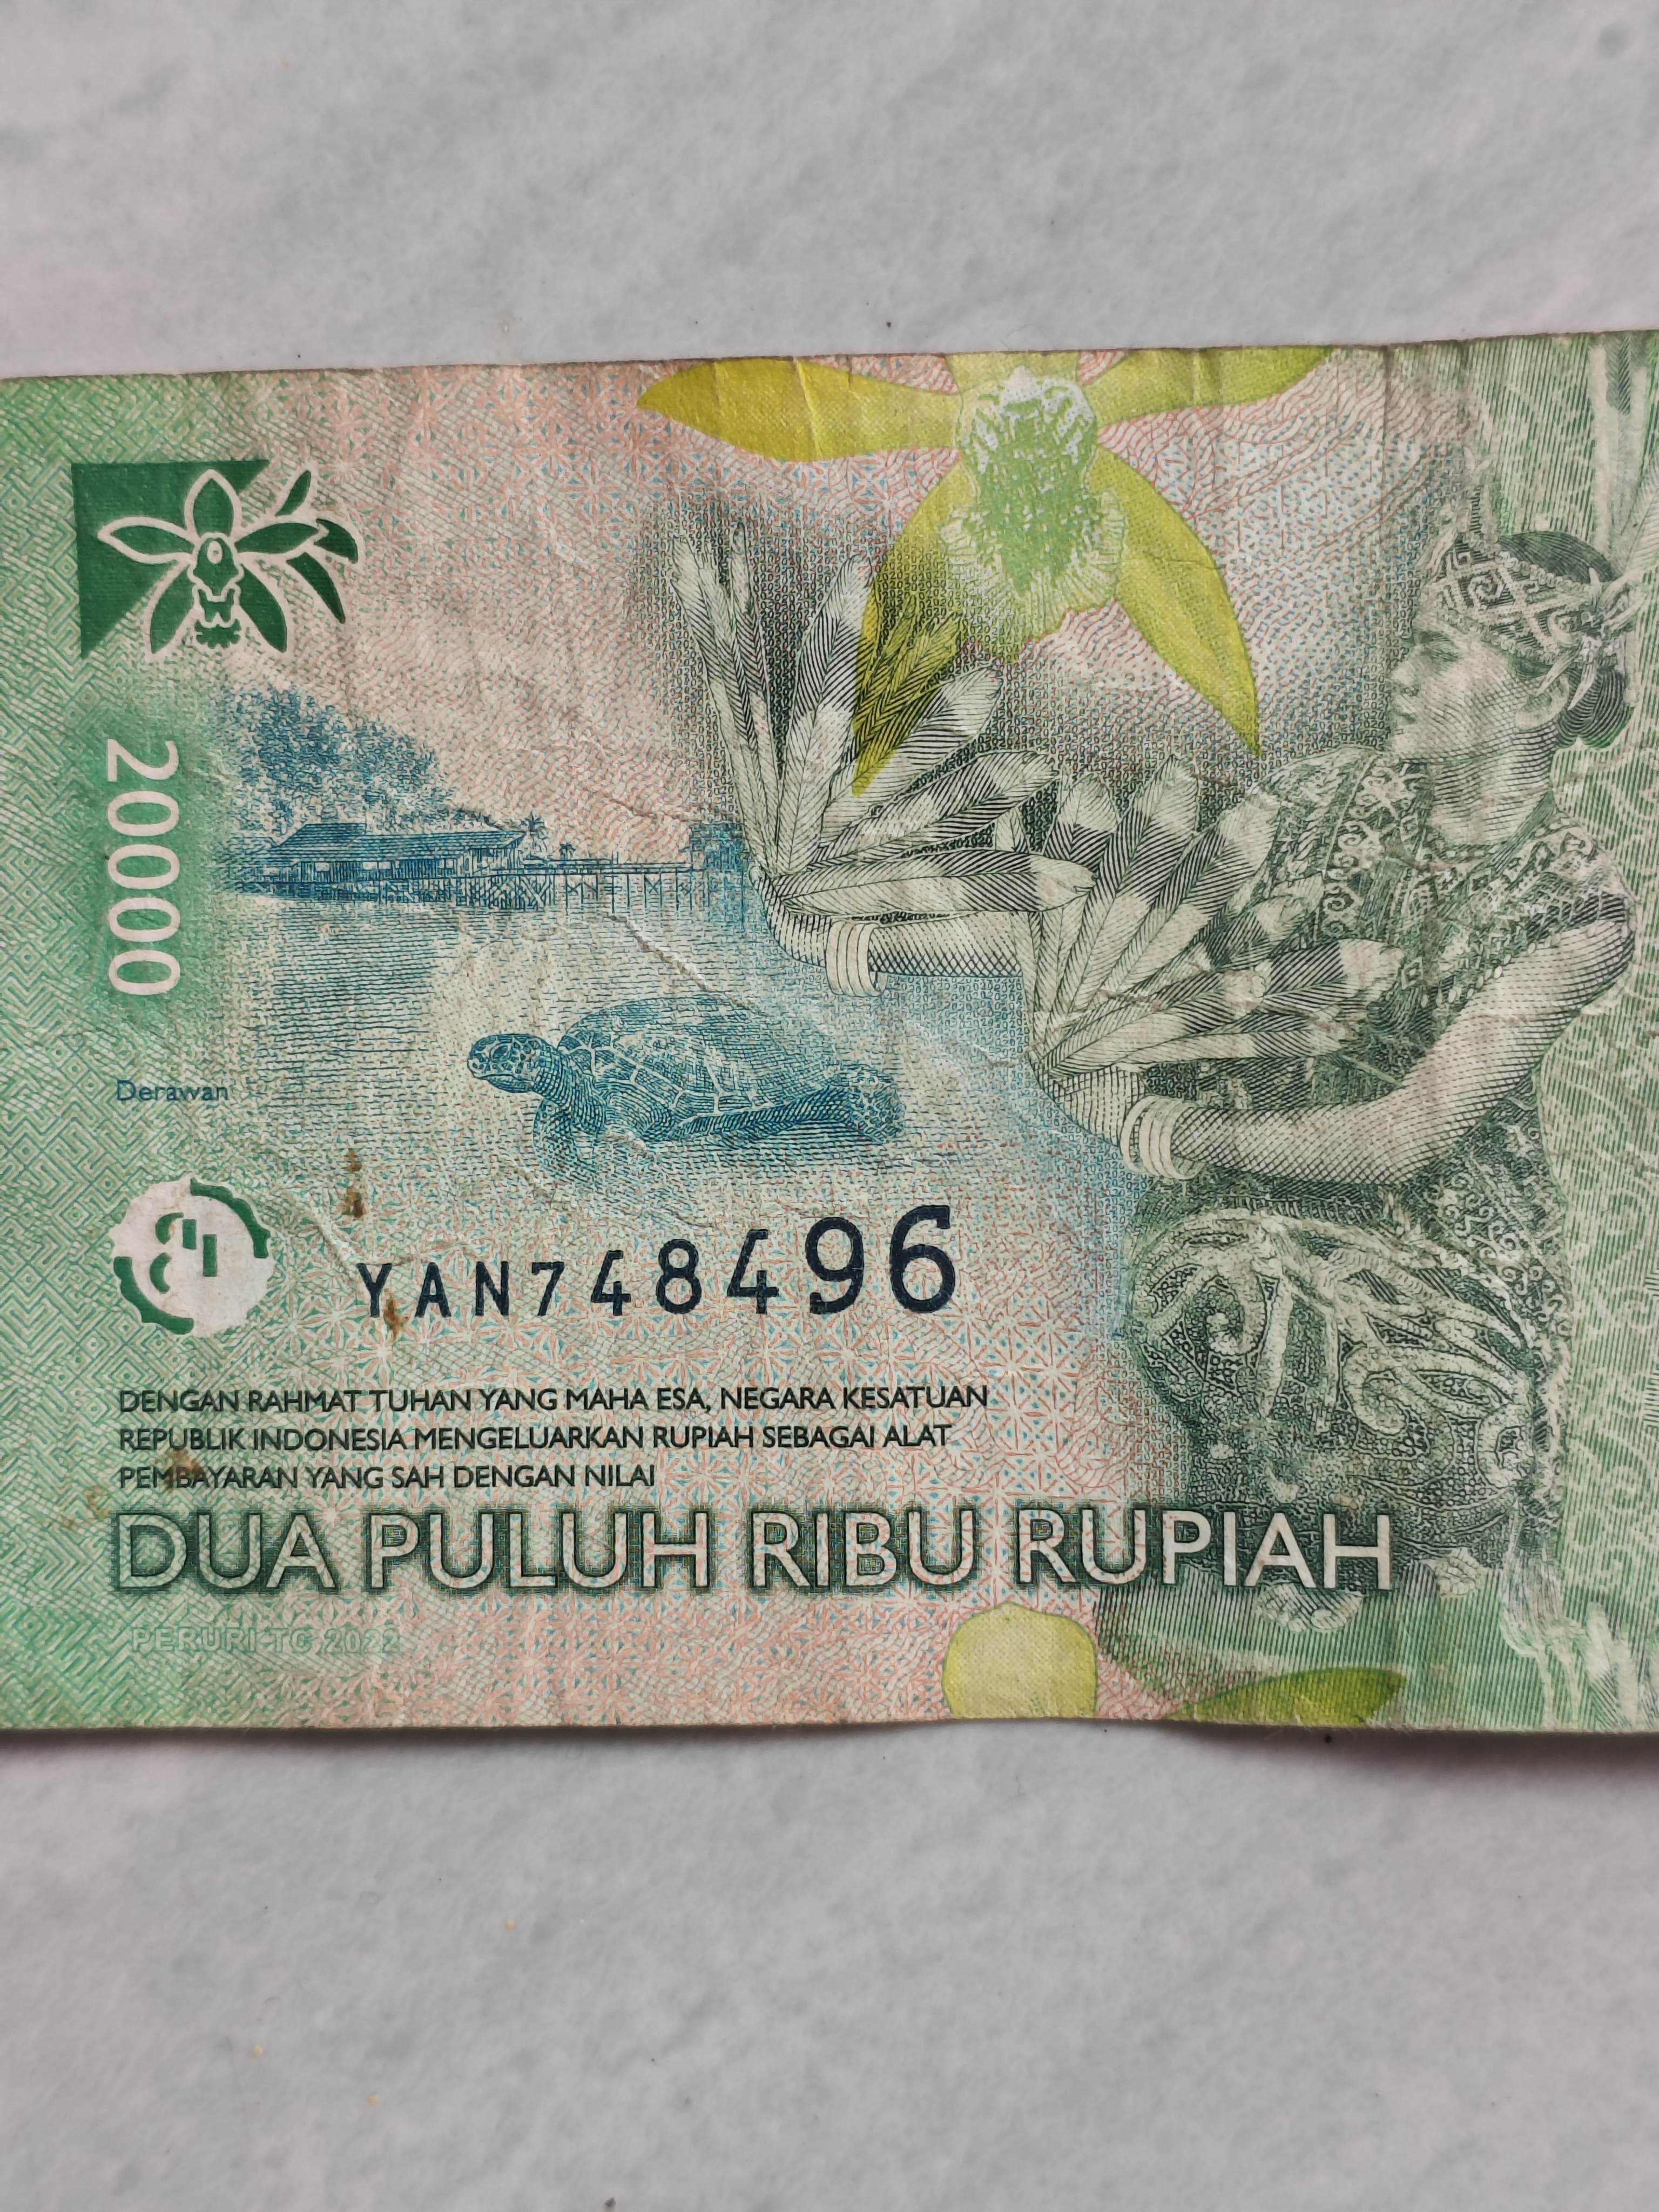 20000
Derawan
YAN748496
DENGAN RAHMAT TUHAN YANG MAHA ESA, NEGARA KESATUAN
REPUBLIK INDONESIA MENGELUARKAN RUPIAH SEBAGAI ALAT
PEMBAYARAN YANG SAH DENGAN NILAI
DUA PULUH RIBU RUPIAH
PERURI TC 2022